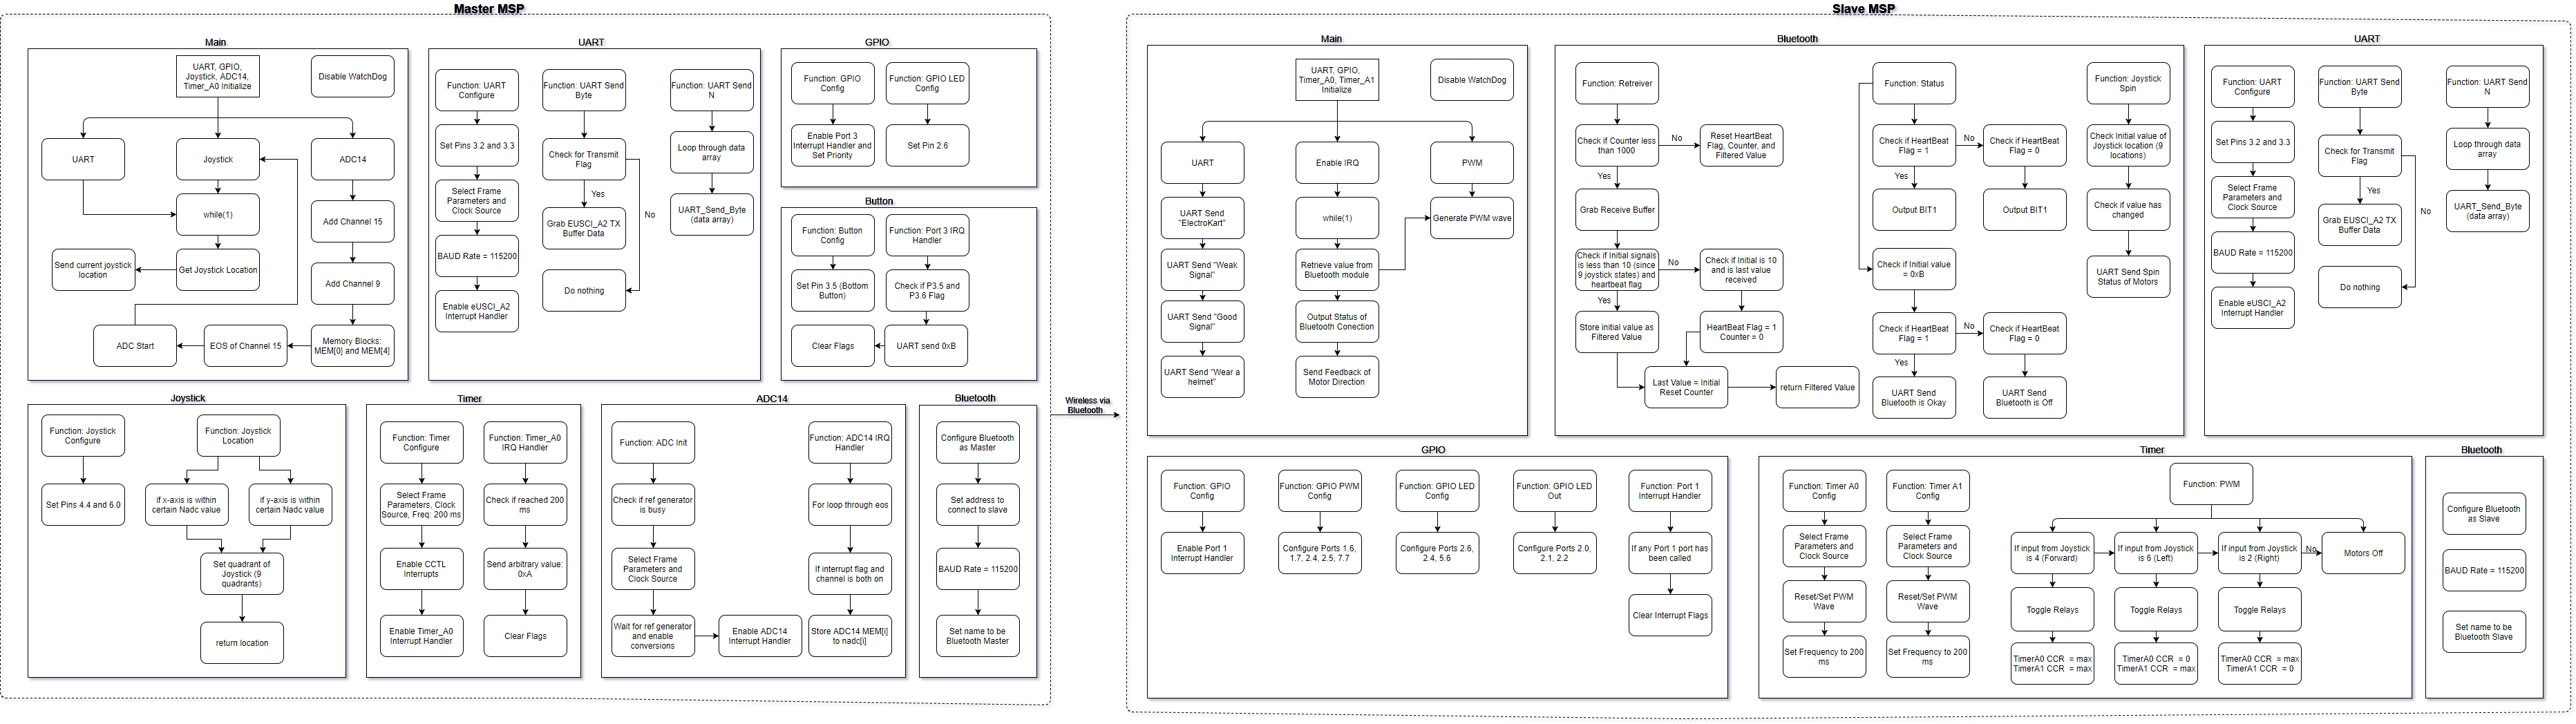 Master MSP
Main
UART, GPIO,
Joystick, ADC14,
Timer_A0 Initialize
Disable WatchDog
UART
Joystick
ADC14
while(1)
Add Channel 15
Send current joystick
location
Get Joystick Location
Add Channel 9
ADC Start
EOS of Channel 15
Memory Blocks:
MEM[0] and MEM[4]
UART
Function: UART
Configure
Function: UART Send
Byte
Function: UART Send
N
Set Pins 3.2 and 3.3
Check for Transmit
Flag
Loop through data
array
Select Frame
Parameters and
Clock Source
Yes
No
Grab EUSCI_A2 TX
Buffer Data
UART_Send_Byte
(data array)
BAUD Rate = 115200
Do nothing
Enable eUSCI_A2
Interrupt Handler
GPIO
Function: GPIO
Config
Function: GPIO LED
Config
Enable Port 3
Interrupt Handler and
Set Priority
Set Pin 2.6
Button
Function: Button
Config
Function: Port 3 IRQ
Handler
Set Pin 3.5 (Bottom
Button)
Check if P3.5 and
P3.6 Flag
Clear Flags
UART send 0xB
Joystick
Function: Joystick
Configure
Function: Joystick
Location
Set Pins 4.4 and 6.0
if x-axis is within
certain Nadc value
if y-axis is within
certain Nadc value
Set quadrant of
Joystick (9
quadrants)
return location
Timer
Function: Timer
Configure
Function: Timer_A0
IRQ Handler
Select Frame
Parameters, Clock
Source, Freq: 200 ms
Check if reached 200
ms
Enable CCTL
Interrupts
Send arbitrary value:
0xA
Enable Timer_A0
Interrupt Handler
Clear Flags
ADC14
Function: ADC Init
Function: ADC14 IRQ
Handler
Check if ref generator
is busy
For loop through eos
Select Frame
Parameters and
Clock Source
If interrupt flag and
channel is both on
Wait for ref generator
and enable
conversions
Enable ADC14
Interrupt Handler
Store ADC14 MEM[i]
to nadc[i]
Bluetooth
Configure Bluetooth
as Master
Set address to
connect to slave
BAUD Rate = 115200
Set name to be
Bluetooth Master
Wireless via
Bluetooth
Slave MSP
Main
UART, GPIO,
Timer_A0, Timer_A1
Initialize
Disable WatchDog
UART
Enable IRQ
PWM
UART Send
"ElectroKart"
while(1)
Generate PWM wave
UART Send "Weak
Signal"
Retrieve value from
Bluetooth module
UART Send "Good
Signal"
Output Status of
Bluetooth Conection
UART Send "Wear a
helmet"
Send Feedback of
Motor Direction
Bluetooth
Function: Retreiver
Check if Counter less
than 1000
No
Reset HeartBeat
Flag, Counter, and
Filtered Value
Yes
Grab Receive Buffer
Check if Initial signals
is less than 10 (since
9 joystick states) and
heartbeat flag
No
Check if Initial is 10
and is last value
received
Yes
Store initial value as
Filtered Value
HeartBeat Flag = 1
Counter = 0
Last Value = Initial
Reset Counter
return Filtered Value
Function: Status
Check if HeartBeat
Flag = 1
No
Check if HeartBeat
Flag = 0
Yes
Output BIT1
Output BIT1
Check if Initial value
= 0xB
Check if HeartBeat
Flag = 1
No
Check if HeartBeat
Flag = 0
Yes
UART Send
Bluetooth is Okay
UART Send
Bluetooth is Off
Function: Joystick
Spin
Check Initial value of
Joystick location (9
locations)
Check if value has
changed
UART Send Spin
Status of Motors
UART
Function: UART
Configure
Function: UART Send
Byte
Function: UART Send
N
Set Pins 3.2 and 3.3
Check for Transmit
Flag
Loop through data
array
Select Frame
Parameters and
Clock Source
Yes
No
Grab EUSCI_A2 TX
Buffer Data
UART_Send_Byte
(data array)
BAUD Rate = 115200
Do nothing
Enable eUSCI_A2
Interrupt Handler
GPIO
Function: GPIO
Config
Function: GPIO PWM
Config
Function: GPIO LED
Config
Function: GPIO LED
Out
Function: Port 1
Interrupt Handler
Enable Port 1
Interrupt Handler
Configure Ports 1.6,
1.7, 2.4, 2.5, 7.7
Configure Ports 2.6,
2.4, 5.6
Configure Ports 2.0,
2.1, 2.2
If any Port 1 port has
been called
Clear Interrupt Flags
Timer
Function: Timer A0
Config
Function: Timer A1
Config
Function: PWM
Select Frame
Parameters and
Clock Source
Select Frame
Parameters and
Clock Source
If input from Joystick
is 4 (Forward)
If input from Joystick
is 6 (Left)
If input from Joystick
is 2 (Right)
No
Motors Off
Reset/Set PWM
Wave
Reset/Set PWM
Wave
Toggle Relays
Toggle Relays
Toggle Relays
Set Frequency to 200
ms
Set Frequency to 200
ms
TimerA0 CCR = max
TimerA1 CCR = max
TimerA0 CCR = 0
TimerA1 CCR = max
TimerA0 CCR = max
TimerA1 CCR = 0
Bluetooth
Configure Bluetooth
as Slave
BAUD Rate = 115200
Set name to be
Bluetooth Slave